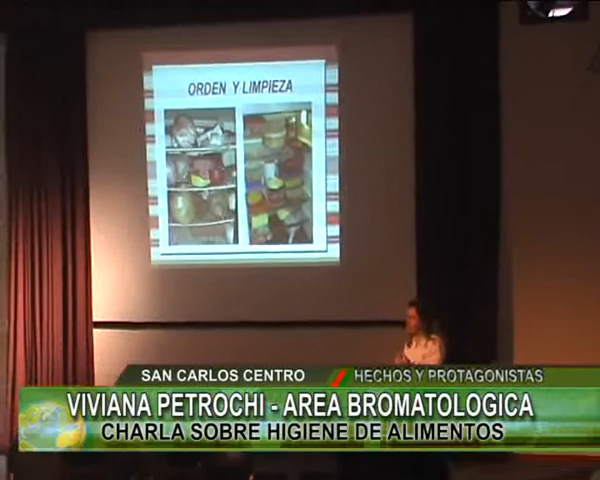 ORDEN Y LIMPIEZA
SAN CARLOS CENTRO HECHOS Y PROTAGONISTAS
VIVIANA PETROCHI - AREA BROMATOLOGICA
CHARLA SOBRE HIGIENE DE ALIMENTOS